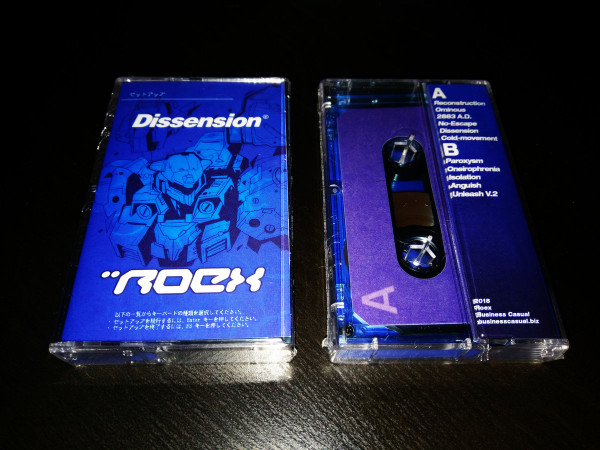 セットアップ
Dissension®
ROEX
以下の一覧からキーボードの種類を選択してください。
・セットアップを続行するには、Enter キーを押してください。
・セットアップを終了するには、F3 キーを押してください。
A
A
Reconstruction
Ominous
2883 A.D.
No-Escape
Dissension
Cold-movement
B
Paroxysm
Oneirophrenia
Isolation
Anguish
Unleash V.2
2018
Roex
Business Casual
businesscasual.biz